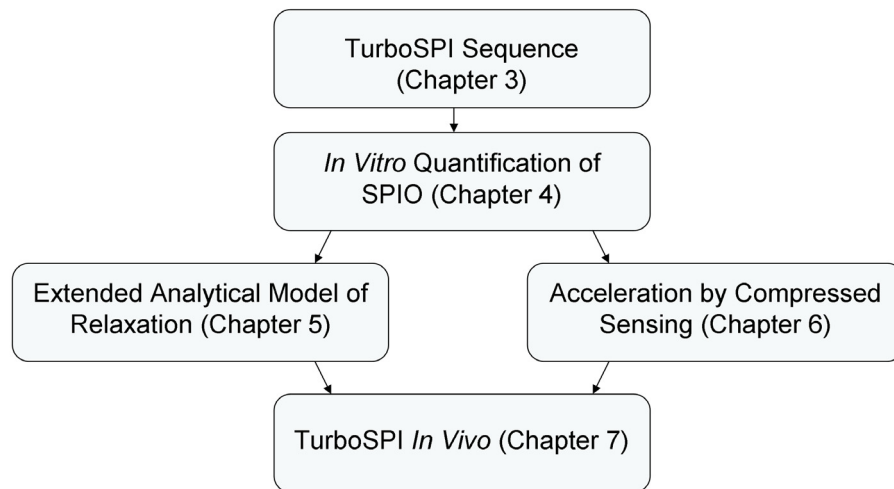 TurboSPI Sequence
(Chapter 3)
In Vitro Quantification of
SPIO (Chapter 4)
Extended Analytical Model of
Relaxation (Chapter 5)
Acceleration by Compressed
Sensing (Chapter 6)
TurboSPI In Vivo (Chapter 7)